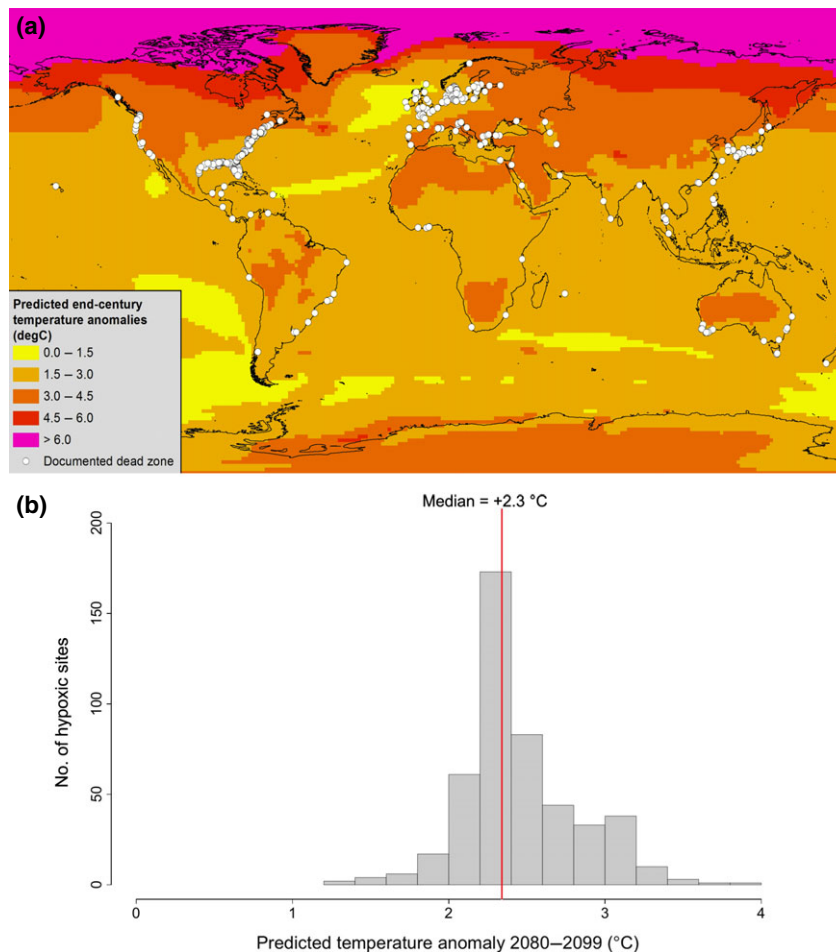 (a)
Predicted end-century
temperature anomalies
(degC)
0.0 – 1.5
1.5 – 3.0
3.0 – 4.5
4.5 – 6.0
> 6.0
Documented dead zone
(b)
Median = +2.3 °C
200
150
100
50
0
No. of hypoxic sites
0 1 2 3 4
Predicted temperature anomaly 2080–2099 (°C)